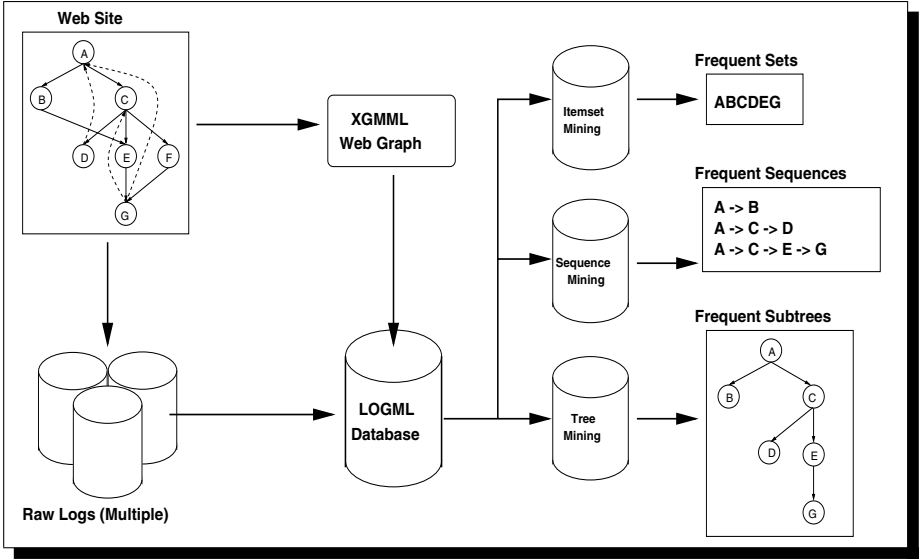 Web Site
A
B
C
D
E
F
G
XGMML
Web Graph
Raw Logs (Multiple)
LOGML
Database
Itemset
Mining
Sequence
Mining
Tree
Mining
Frequent Sets
ABCDEG
Frequent Sequences
A -> B
A -> C -> D
A -> C -> E -> G
Frequent Subtrees
A
B
C
D
E
G